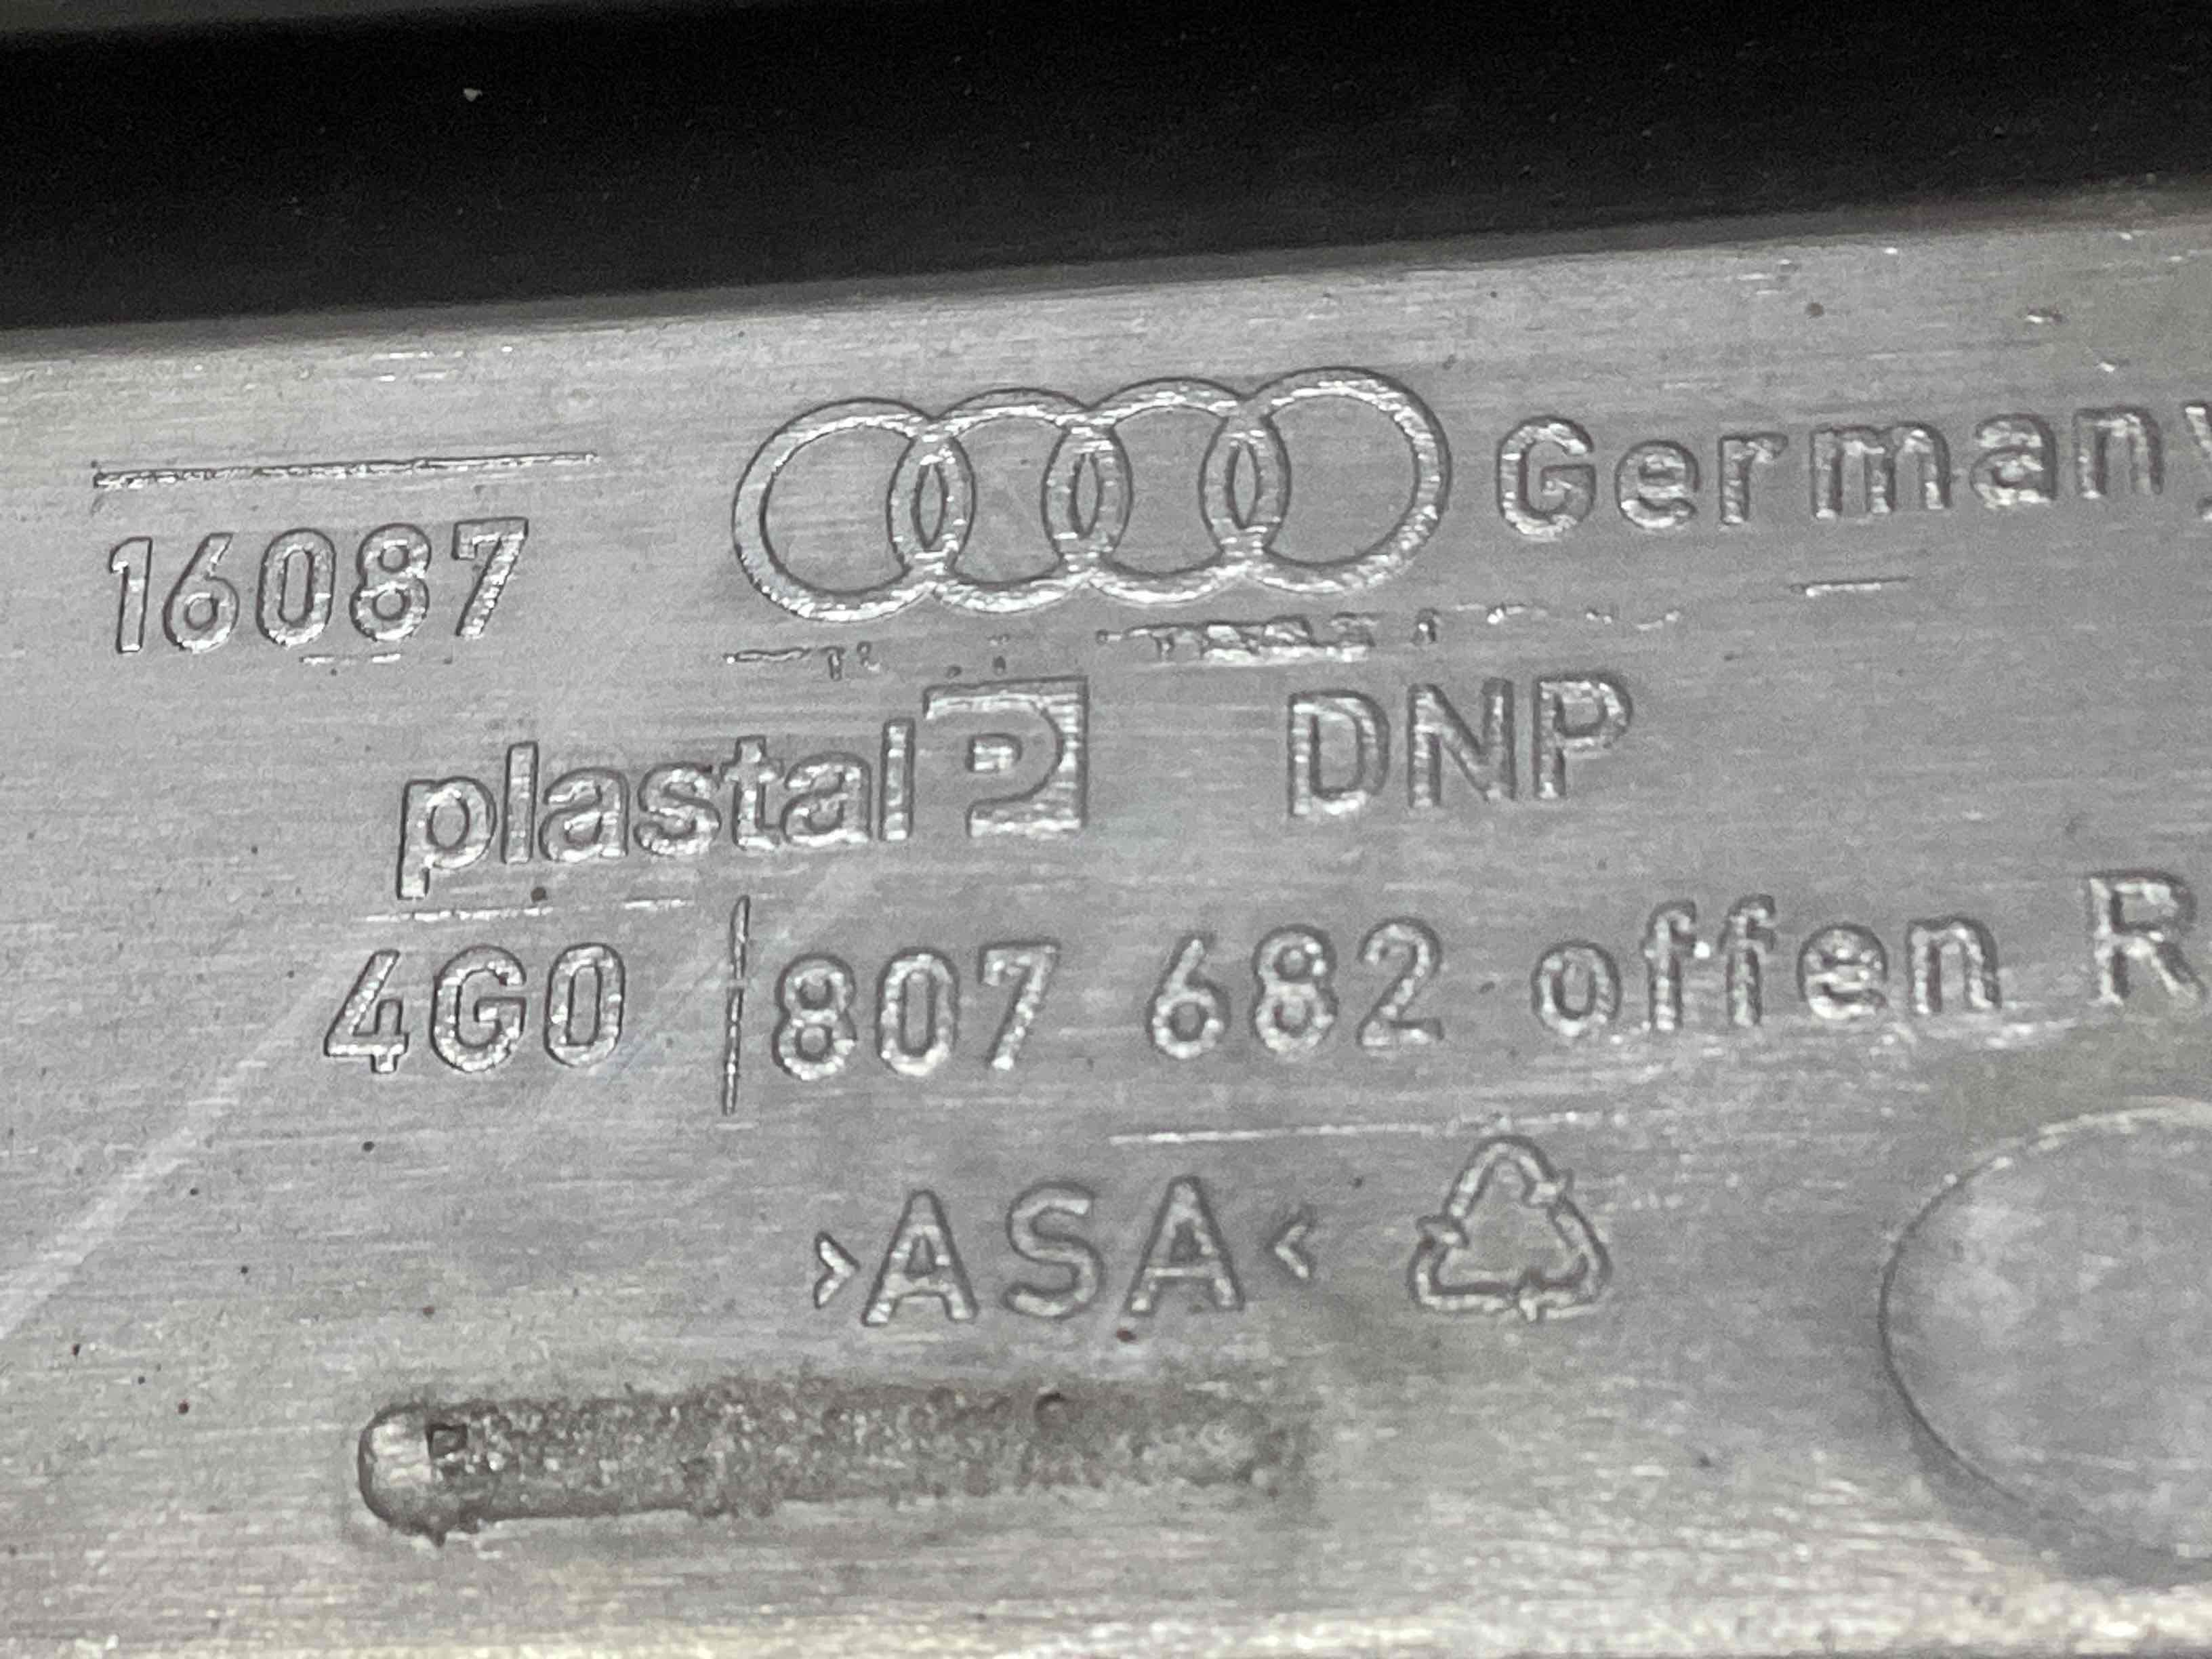 16087 Germany
plastal DNP
4G0 807 682 offen R
>ASA<